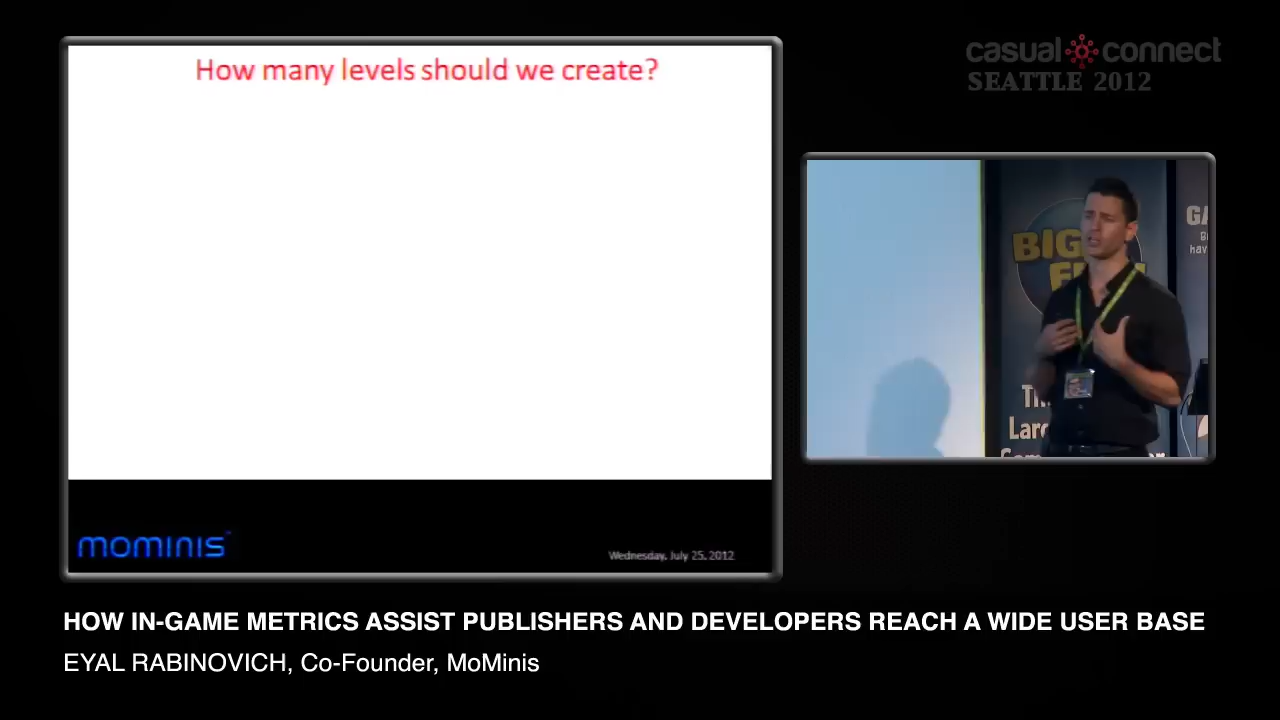 How many levels should we create?
casual connect
SEATTLE 2012
BIG
mominis
Wednesday, July 25, 2012
HOW IN-GAME METRICS ASSIST PUBLISHERS AND DEVELOPERS REACH A WIDE USER BASE
EYAL RABINOVICH, Co-Founder, MoMinis